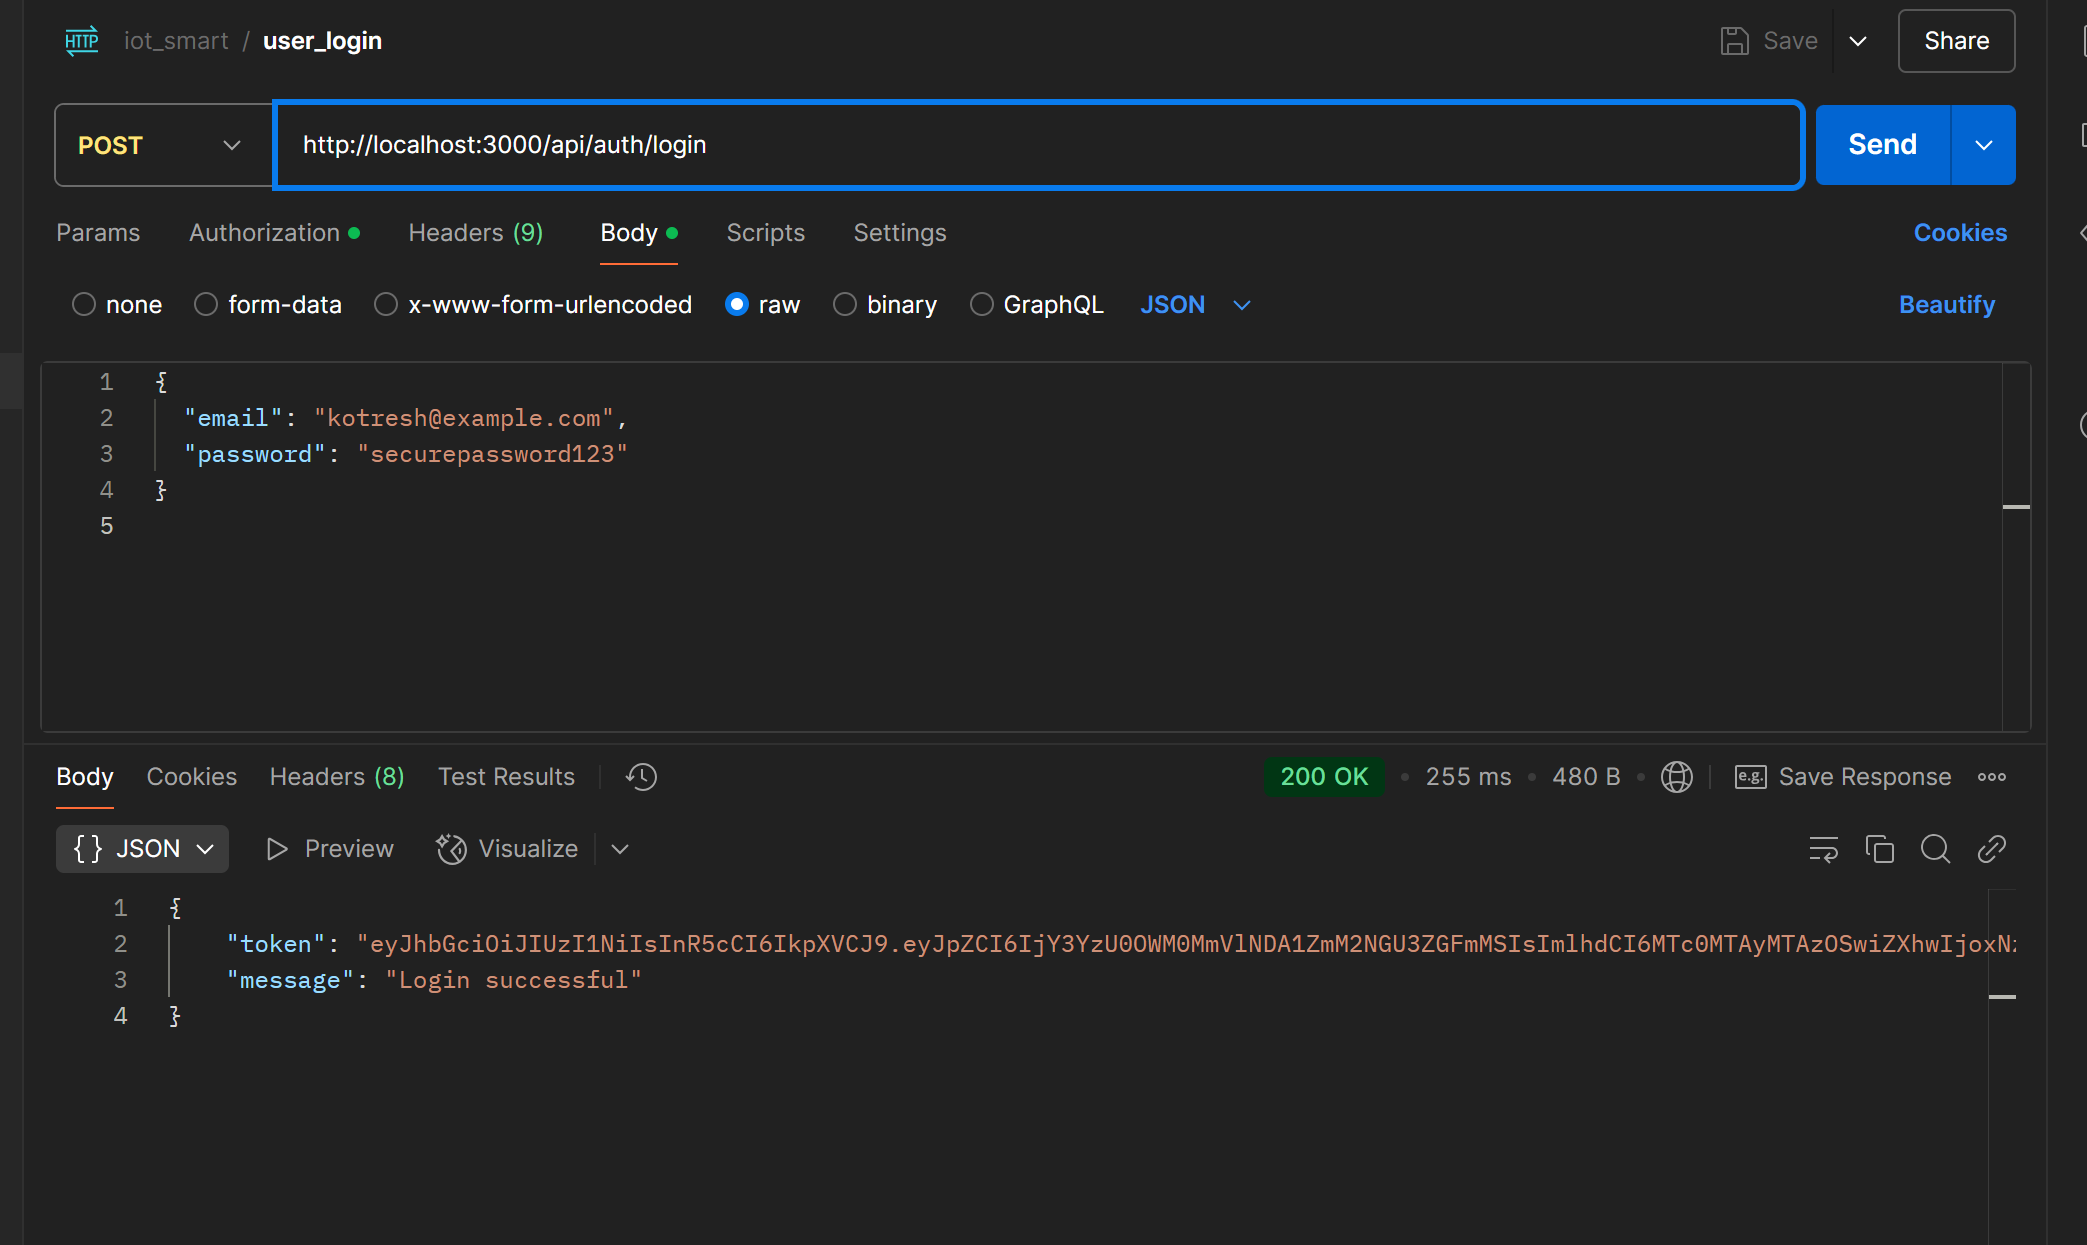 HTTP iot_smart / user_login Save Share
POST http://localhost:3000/api/auth/login Send
Params Authorization Headers (9) Body Scripts Settings Cookies
none form-data x-www-form-urlencoded raw binary GraphQL JSON Beautify
1 {
2 "email": "kotresh@example.com",
3 "password": "securepassword123"
4 }
5
Body Cookies Headers (8) Test Results 200 OK • 255 ms • 480 B • e.g. Save Response
{} JSON Preview Visualize
1 {
2 "token": "eyJhbGciOiJIUzI1NiIsInR5cCI6IkpXVCJ9.eyJpZCI6IjY3YzU0OWM0MmVlNDA1ZmM2NGU3ZGFmMSIsImlhdCI6MTc0MTAyMTAzOSwiZXhwIjoxNz
3 "message": "Login successful"
4 }